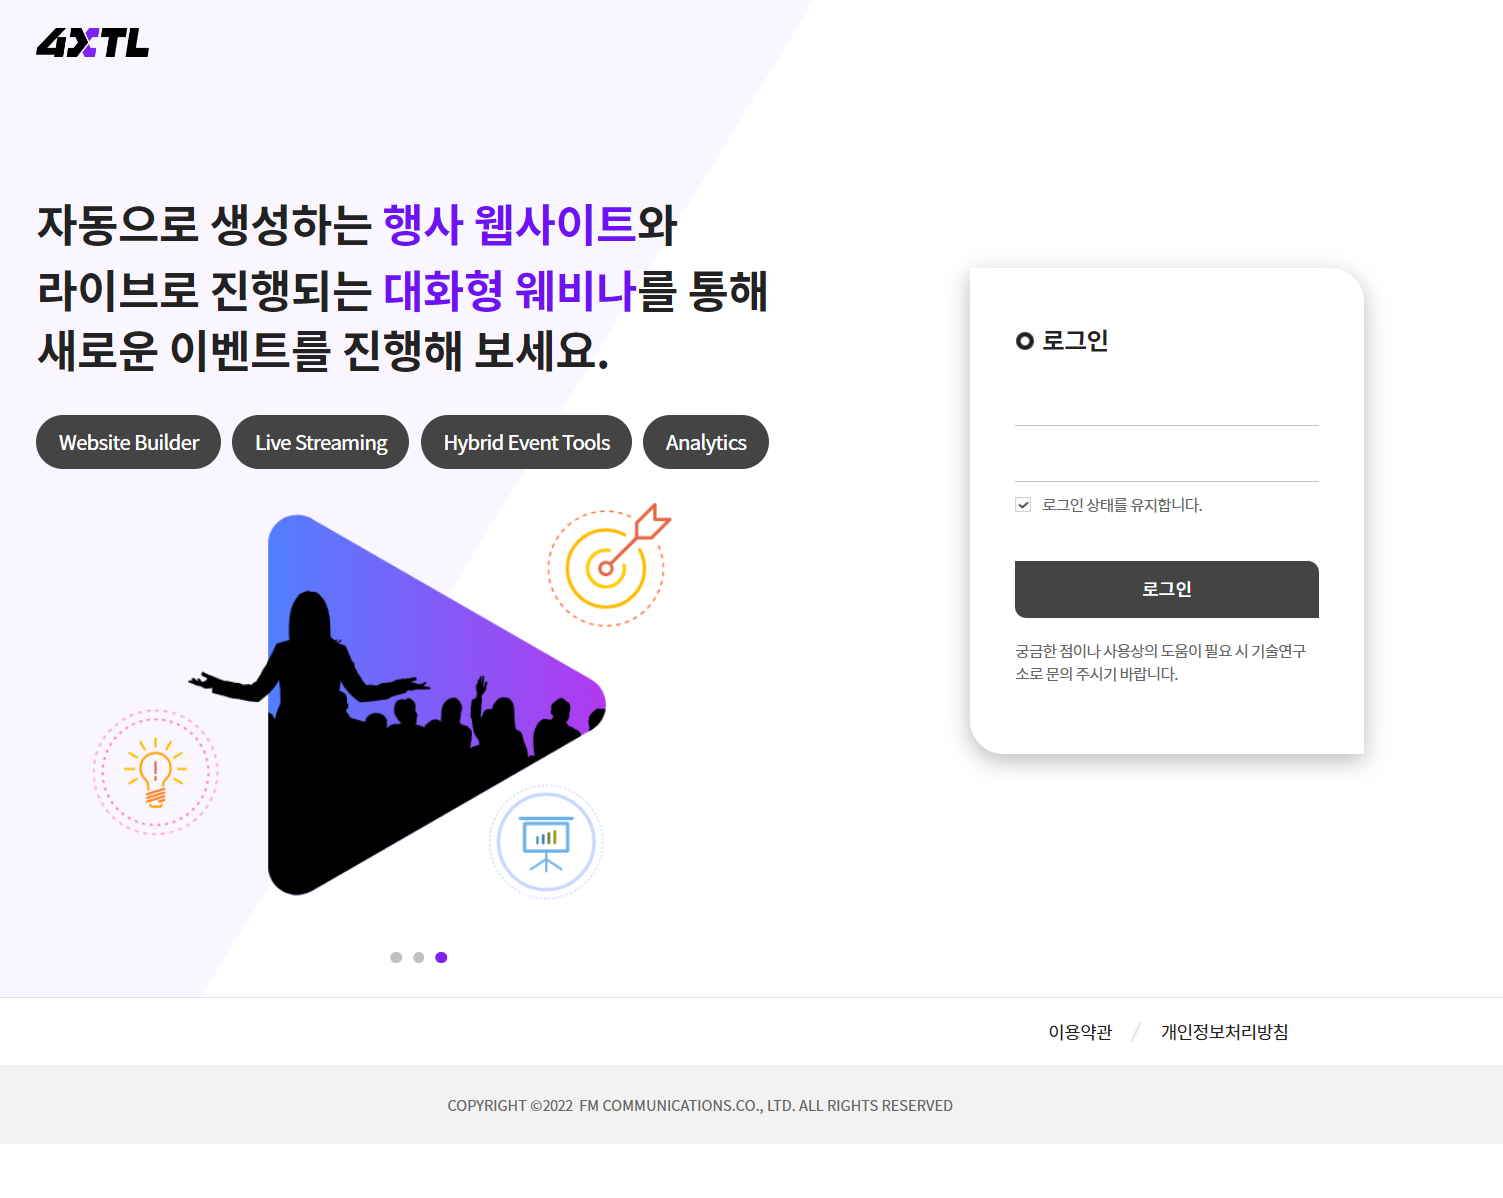 4XTL
자동으로 생성하는 행사 웹사이트와
라이브로 진행되는 대화형 웨비나를 통해
새로운 이벤트를 진행해 보세요.
Website Builder
Live Streaming
Hybrid Event Tools
Analytics
로그인
로그인 상태를 유지합니다.
로그인
궁금한 점이나 사용상의 도움이 필요 시 기술연구
소로 문의 주시기 바랍니다.
이용약관 / 개인정보처리방침
COPYRIGHT ©2022 FM COMMUNICATIONS.CO., LTD. ALL RIGHTS RESERVED